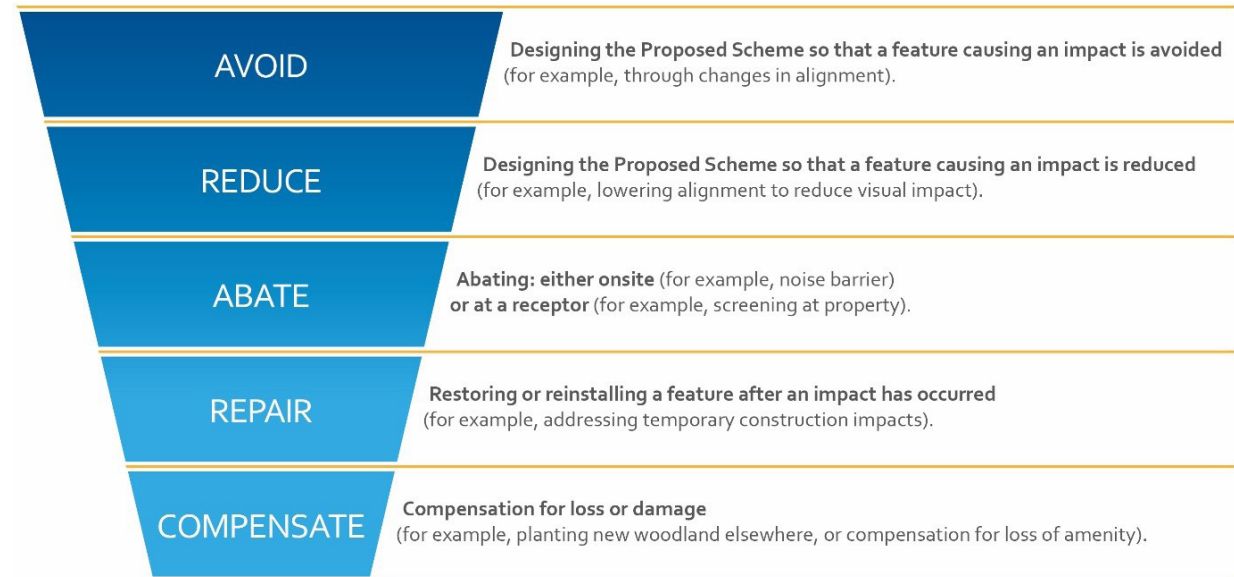 AVOID
Designing the Proposed Scheme so that a feature causing an impact is avoided
(for example, through changes in alignment).
REDUCE
Designing the Proposed Scheme so that a feature causing an impact is reduced
(for example, lowering alignment to reduce visual impact).
ABATE
Abating: either onsite (for example, noise barrier)
or at a receptor (for example, screening at property).
REPAIR
Restoring or reinstalling a feature after an impact has occurred
(for example, addressing temporary construction impacts).
COMPENSATE
Compensation for loss or damage
(for example, planting new woodland elsewhere, or compensation for loss of amenity).